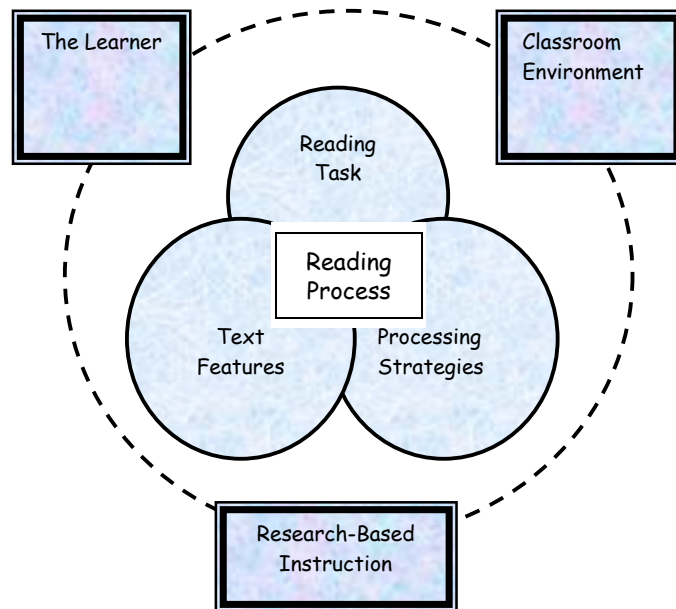 The Learner
Classroom
Environment
Reading
Task
Reading
Process
Text
Features
Processing
Strategies
Research-Based
Instruction